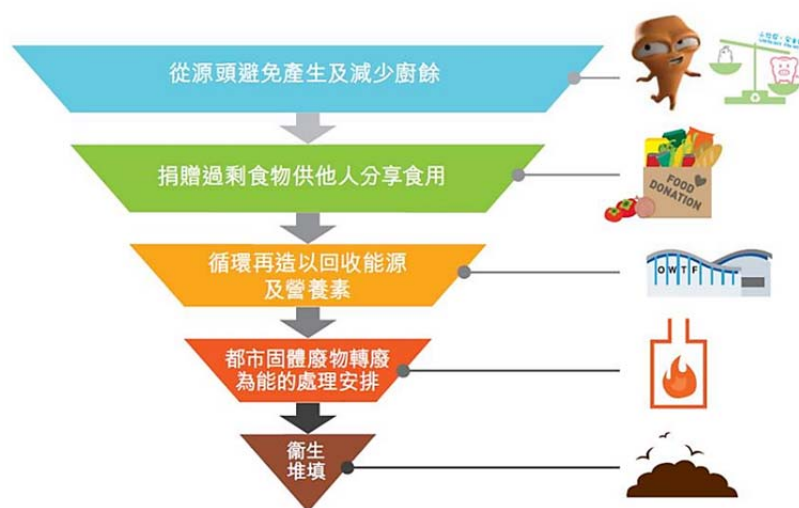 從源頭避免產生及減少廚餘
捐贈過剩食物供他人分享食用
FOOD
DONATION
循環再造以回收能源
及營養素
OWTF
都市固體廢物轉廢
為能的處理安排
衞生
堆填